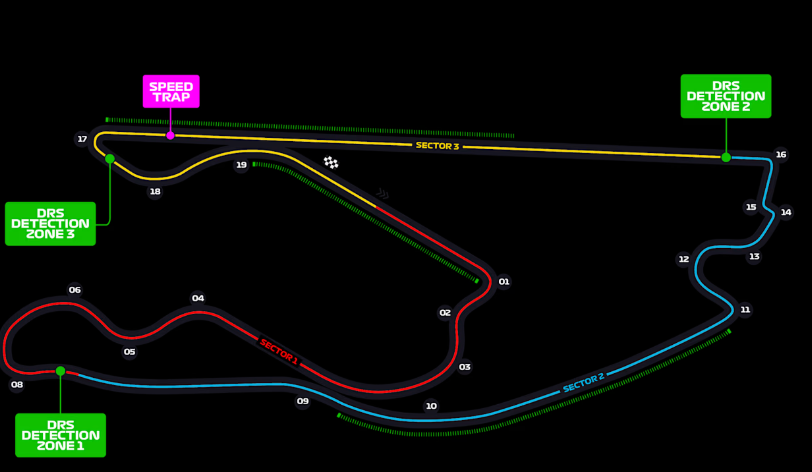 SPEED
TRAP
DRS
DETECTION
ZONE 2
17
SECTOR 3
16
19
18
15
14
DRS
DETECTION
ZONE 3
12
13
01
06
04
02
11
05
SECTOR 1
03
08
SECTOR 2
09
10
DRS
DETECTION
ZONE 1